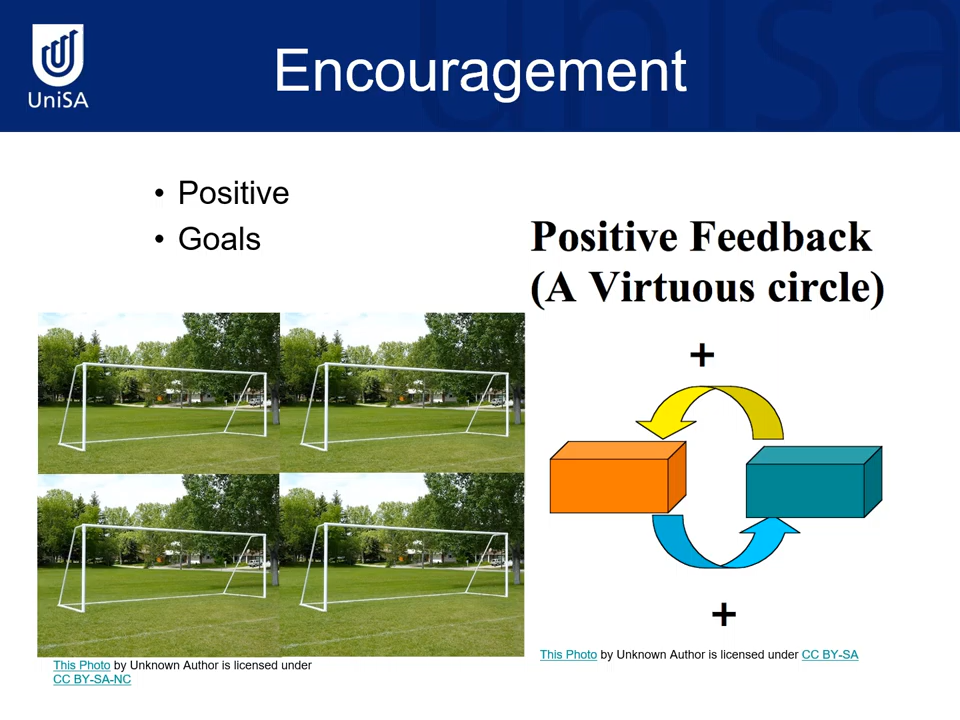 UniSA
Encouragement
• Positive
• Goals
Positive Feedback
(A Virtuous circle)
+
+
This Photo by Unknown Author is licensed under
CC BY-SA-NC
This Photo by Unknown Author is licensed under CC BY-SA